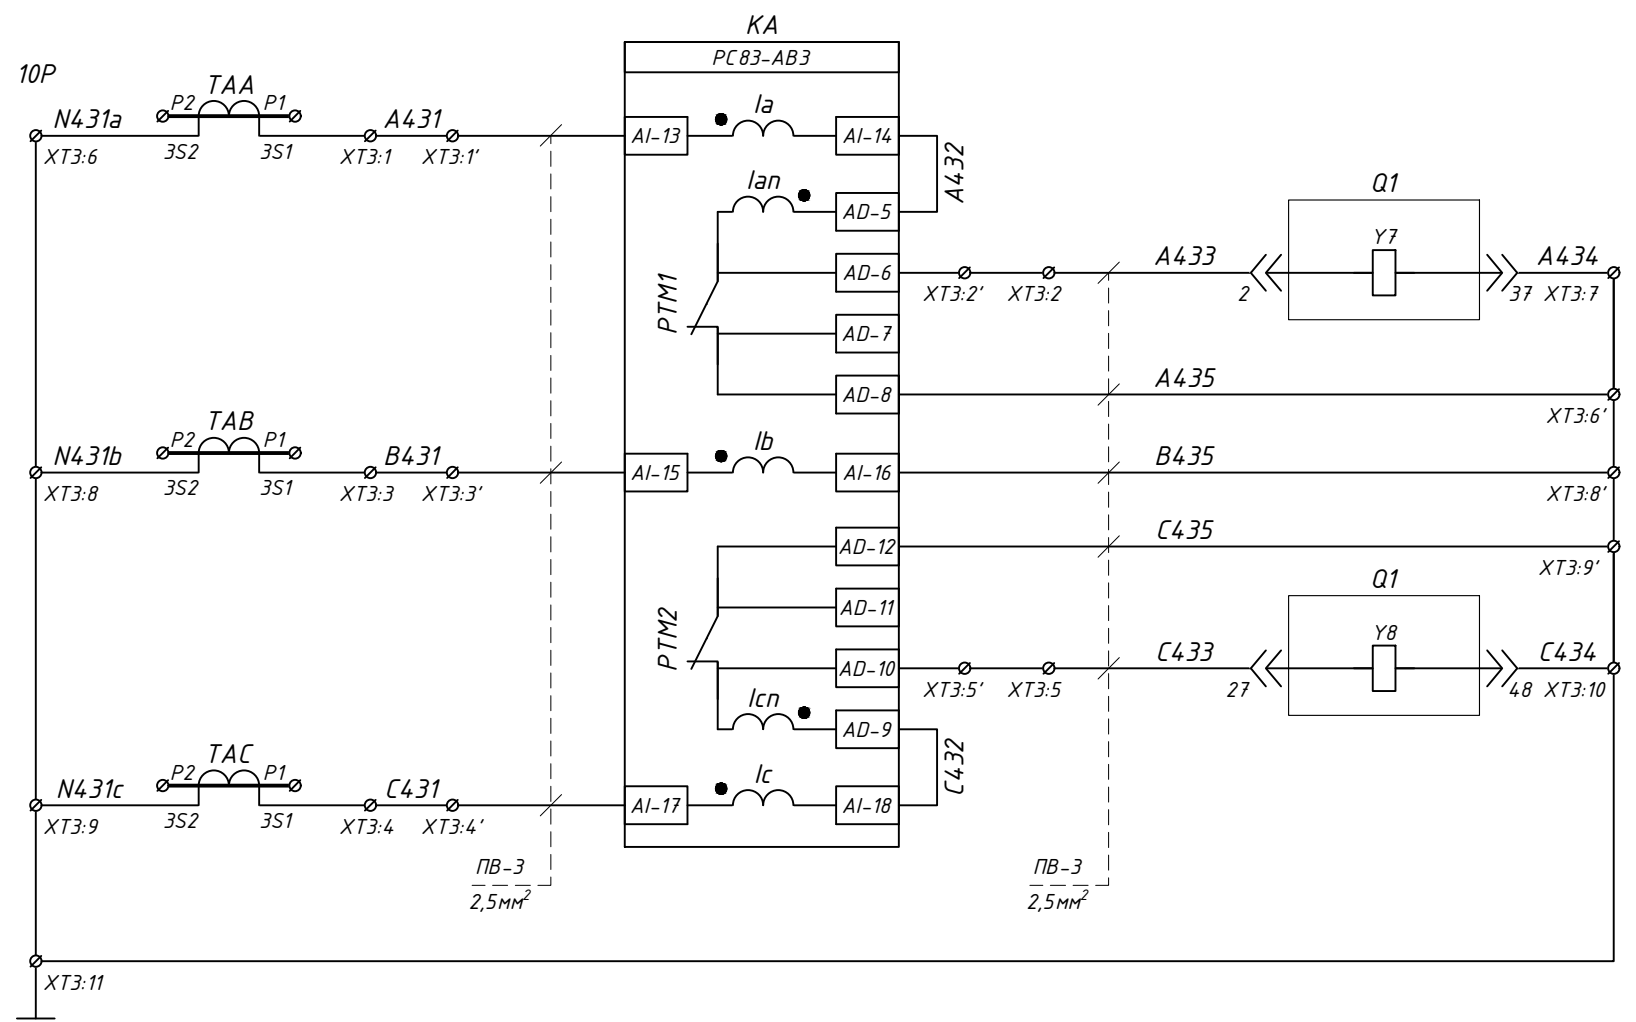 KA
РС83-АВ3
10Р
TAA
P2 P1
N431a
A431
XT3:6
3S2 3S1
XT3:1
XT3:1'
AI-13
Ia
AI-14
A432
Ian
AD-5
РТМ1
AD-6
XT3:2'
XT3:2
A433
2
Q1
Y7
37
A434
XT3:7
AD-7
AD-8
A435
XT3:6'
TAB
P2 P1
N431b
B431
XT3:8
3S2 3S1
XT3:3
XT3:3'
AI-15
Ib
AI-16
B435
XT3:8'
AD-12
C435
XT3:9'
РТМ2
AD-11
AD-10
XT3:5'
XT3:5
C433
27
Q1
Y8
48
C434
XT3:10
Icn
AD-9
C432
TAC
P2 P1
N431c
C431
XT3:9
3S2 3S1
XT3:4
XT3:4'
AI-17
Ic
AI-18
ПВ-3
2,5мм²
ПВ-3
2,5мм²
XT3:11